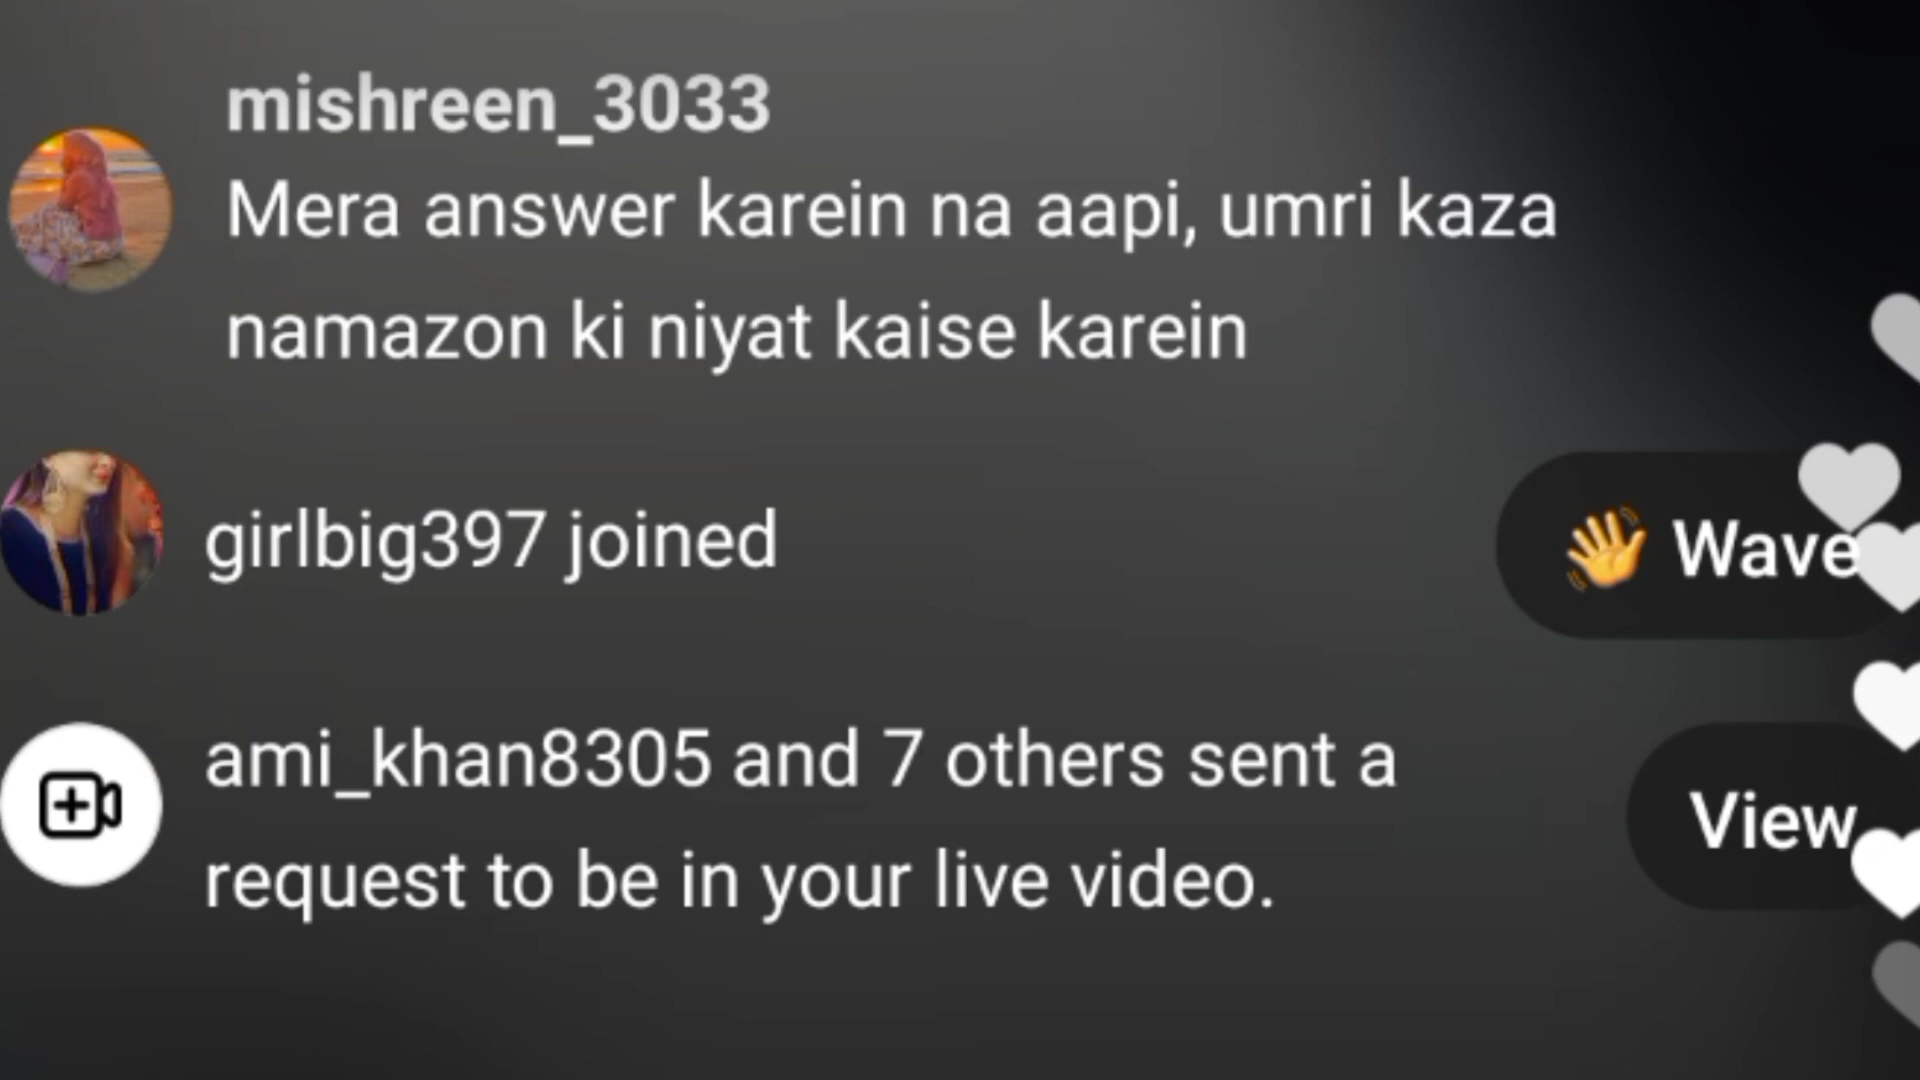 mishreen_3033
Mera answer karein na aapi, umri kaza
namazon ki niyat kaise karein
girlbig397 joined
👋 Wave
ami_khan8305 and 7 others sent a
request to be in your live video.
View